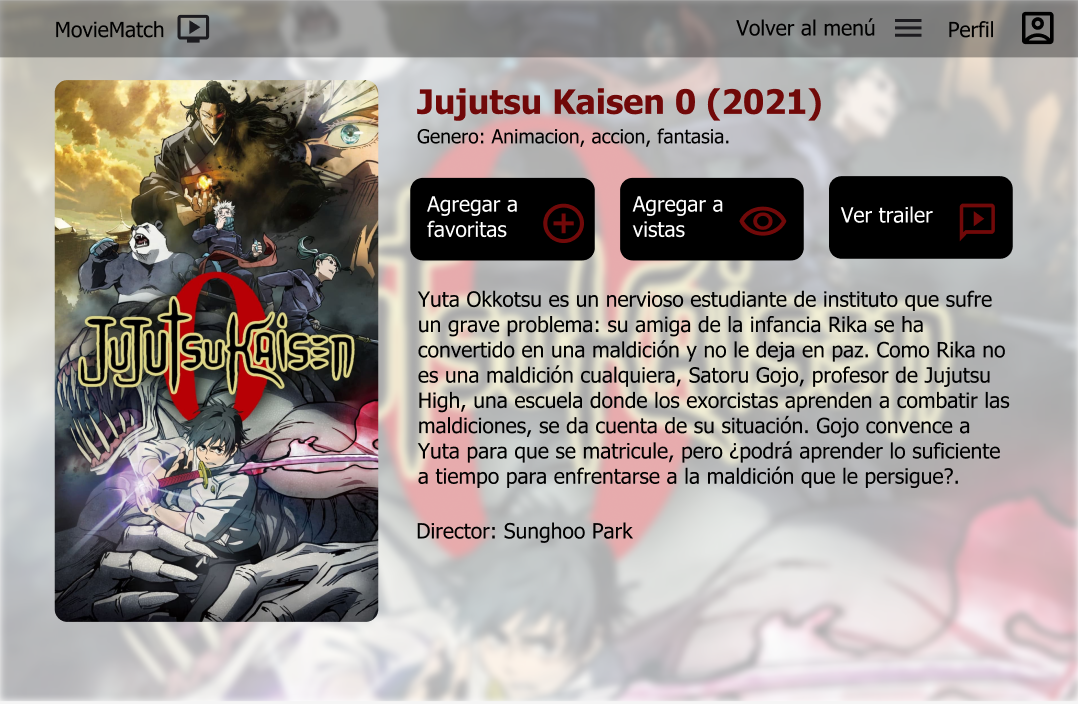 MovieMatch
Volver al menú
Perfil
Jujutsu Kaisen 0 (2021)
Genero: Animacion, accion, fantasia.
Agregar a
favoritas
Agregar a
vistas
Ver trailer
0
JUJUTSU KAISEN
Yuta Okkotsu es un nervioso estudiante de instituto que sufre
un grave problema: su amiga de la infancia Rika se ha
convertido en una maldición y no le deja en paz. Como Rika no
es una maldición cualquiera, Satoru Gojo, profesor de Jujutsu
High, una escuela donde los exorcistas aprenden a combatir las
maldiciones, se da cuenta de su situación. Gojo convence a
Yuta para que se matricule, pero ¿podrá aprender lo suficiente
a tiempo para enfrentarse a la maldición que le persigue?.
Director: Sunghoo Park